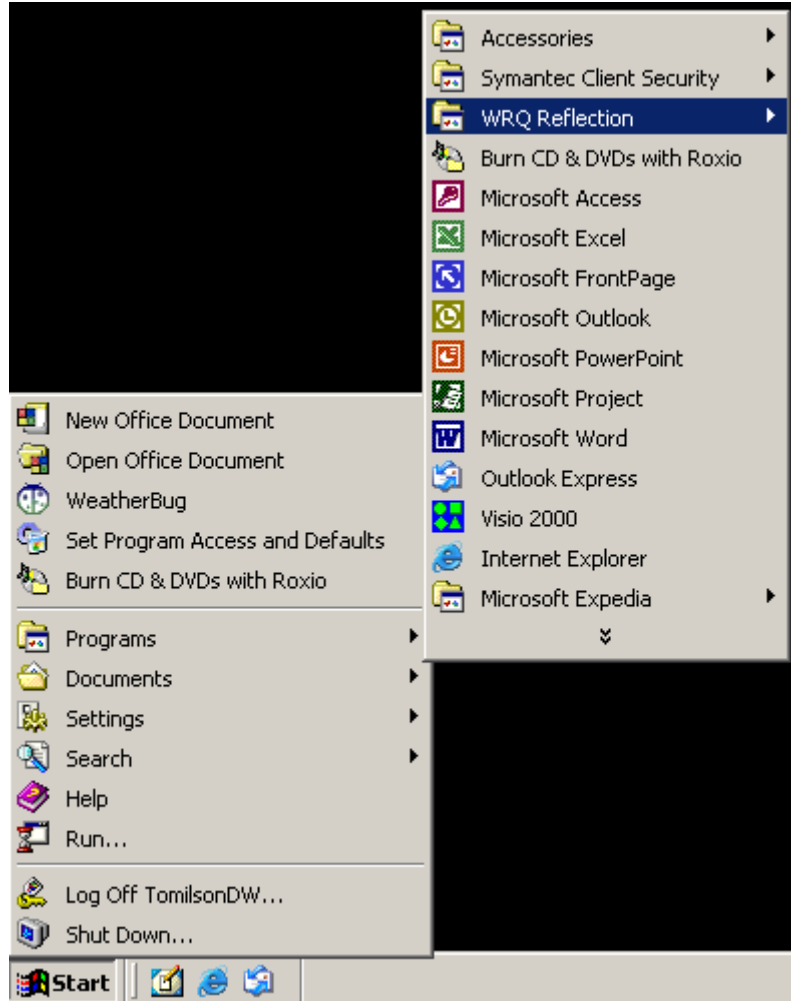 Accessories
Symantec Client Security
WRQ Reflection
Burn CD & DVDs with Roxio
Microsoft Access
Microsoft Excel
Microsoft FrontPage
Microsoft Outlook
Microsoft PowerPoint
Microsoft Project
Microsoft Word
Outlook Express
Visio 2000
Internet Explorer
Microsoft Expedia
New Office Document
Open Office Document
WeatherBug
Set Program Access and Defaults
Burn CD & DVDs with Roxio
Programs
Documents
Settings
Search
Help
Run...
Log Off TomilsonDW...
Shut Down...
Start